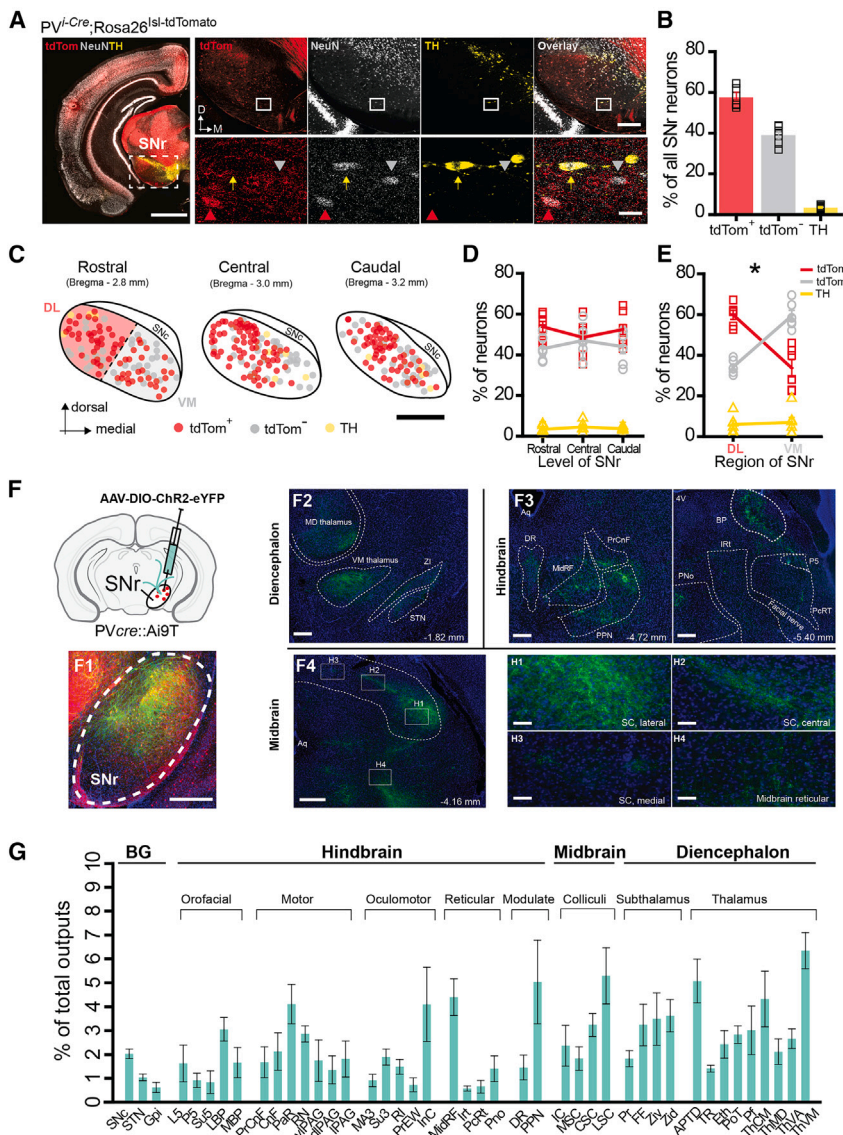 A
PVi-Cre;Rosa26lsl-tdTomato
tdTom NeuN TH
SNr
tdTom
NeuN
TH
Overlay
D
M
B
% of all SNr neurons
80
60
40
20
0
tdTom+ tdTom− TH
C
Rostral
(Bregma - 2.8 mm)
Central
(Bregma - 3.0 mm)
Caudal
(Bregma - 3.2 mm)
DL
SNc
SNc
SNc
VM
dorsal
medial
tdTom+
tdTom−
TH
D
% of neurons
80
60
40
20
0
Rostral Central Caudal
Level of SNr
E
% of neurons
80
60
40
20
0
*
DL VM
Region of SNr
tdTom
tdTom
TH
F
AAV-DIO-ChR2-eYFP
SNr
PVcre::Ai9T
F1
SNr
Diencephalon
F2
MD thalamus
VM thalamus
ZI
STN
-1.82 mm
Hindbrain
F3
Aq
DR
PrCnF
MidRF
PPN
-4.72 mm
4V
BP
IRt
P5
PNo
PcRT
Facial nerve
-5.40 mm
Midbrain
F4
H3
H2
H1
Aq
H4
-4.16 mm
H1
SC, lateral
H2
SC, central
H3
SC, medial
H4
Midbrain reticular
G
BG Hindbrain Midbrain Diencephalon
Orofacial Motor Oculomotor Reticular Modulate Colliculi Subthalamus Thalamus
% of total outputs
10
9
8
7
6
5
4
3
2
1
0
SNc STN Gpi L5 P5 Su5 LBP MBP PrCnF CnF PaR RN vlPAG dlPAG lPAG MA3 Su3 RI PrEW InC MidRF Irt PcRt Pno DR PPN IC MSC CSC LSC Pr FF Ziv Zid APTD TR Eth PoT Pf ThCM ThMD ThVA ThVM